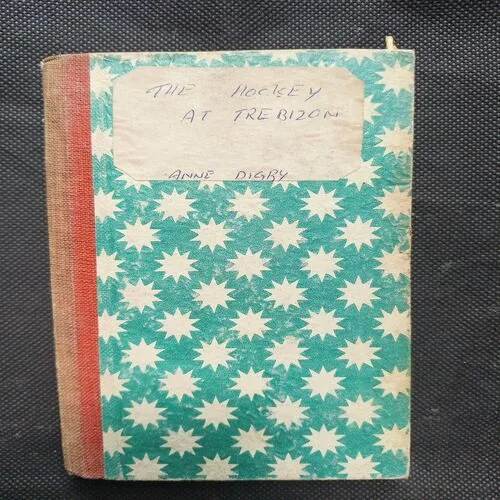 THE HOCKEY
AT TREBIZON
ANNE DIGBY